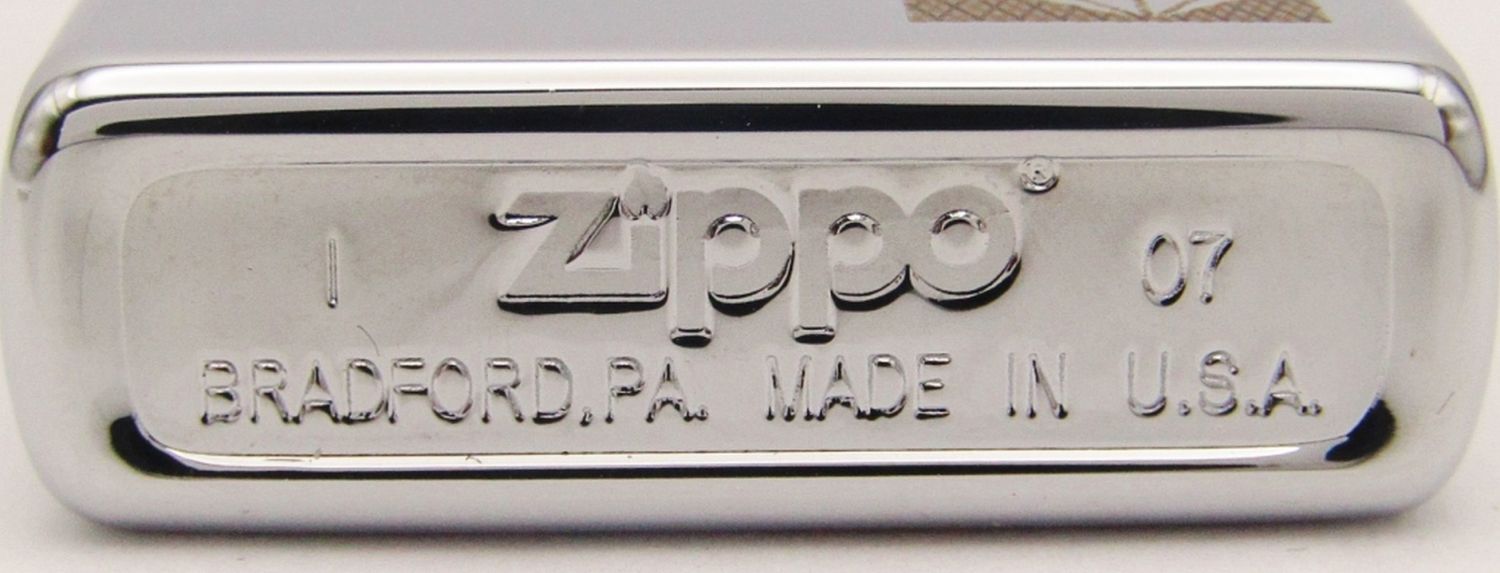 I Zippo® 07
BRADFORD,PA. MADE IN U.S.A.